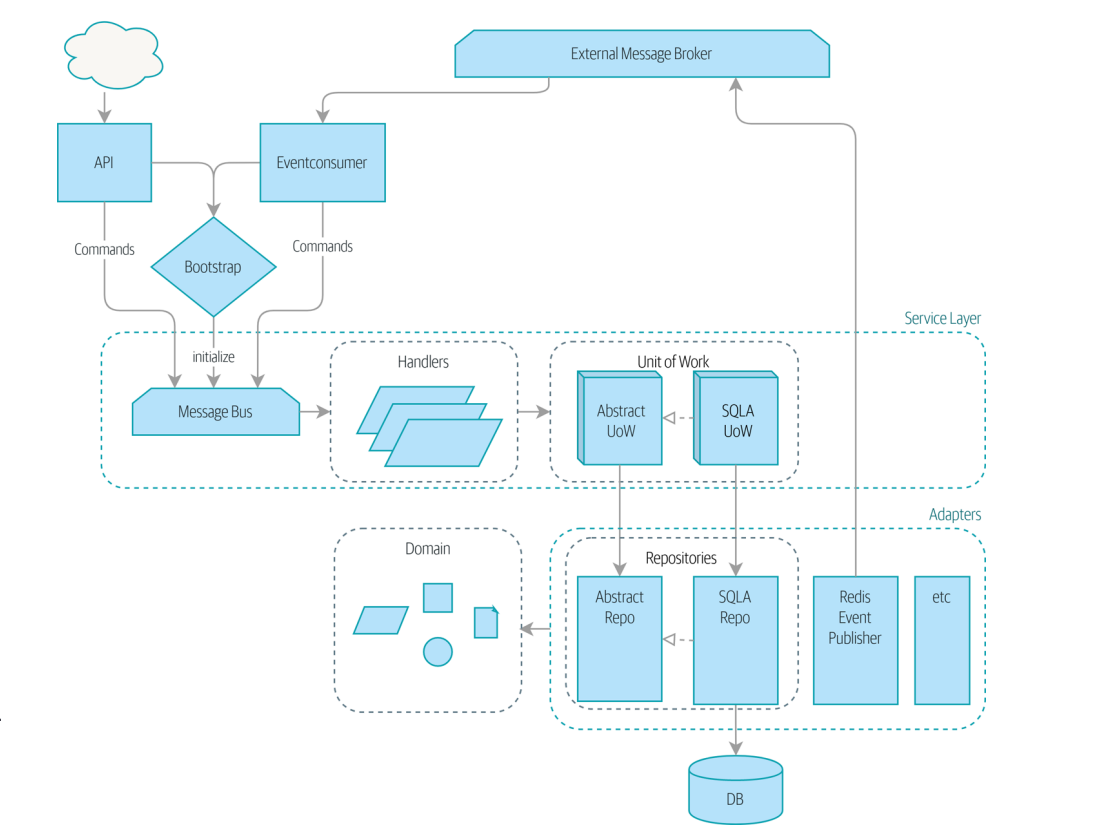 External Message Broker
API
Eventconsumer
Commands
Commands
Bootstrap
Service Layer
initialize
Handlers
Unit of Work
Message Bus
Abstract
UoW
SQLA
UoW
Adapters
Domain
Repositories
Abstract
Repo
SQLA
Repo
Redis
Event
Publisher
etc
DB